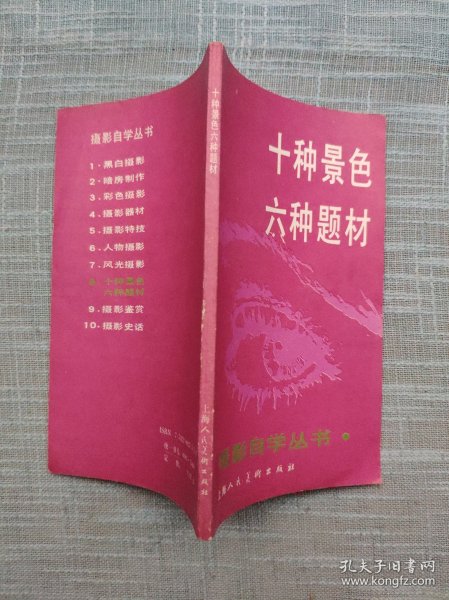 摄影自学丛书
1·黑白摄影
2·暗房制作
3·彩色摄影
4·摄影器材
5·摄影特技
6·人物摄影
7·风光摄影
8·十种景色
六种题材
9·摄影鉴赏
10·摄影史话
十种景色六种题材
上海人民美术出版社
十种景色
六种题材
摄影自学丛书
上海人民美术出版社
孔夫子旧书网
www.kongfz.com